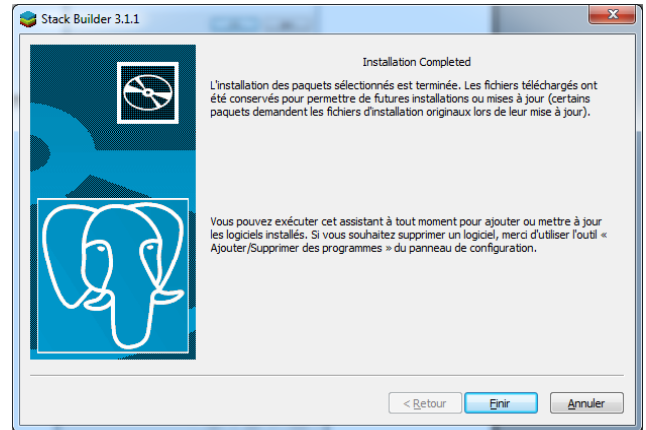 Stack Builder 3.1.1
Installation Completed
L'installation des paquets sélectionnés est terminée. Les fichiers téléchargés ont
été conservés pour permettre de futures installations ou mises à jour (certains
paquets demandent les fichiers d'installation originaux lors de leur mise à jour).
Vous pouvez exécuter cet assistant à tout moment pour ajouter ou mettre à jour
les logiciels installés. Si vous souhaitez supprimer un logiciel, merci d'utiliser l'outil «
Ajouter/Supprimer des programmes » du panneau de configuration.
< Retour Finir Annuler